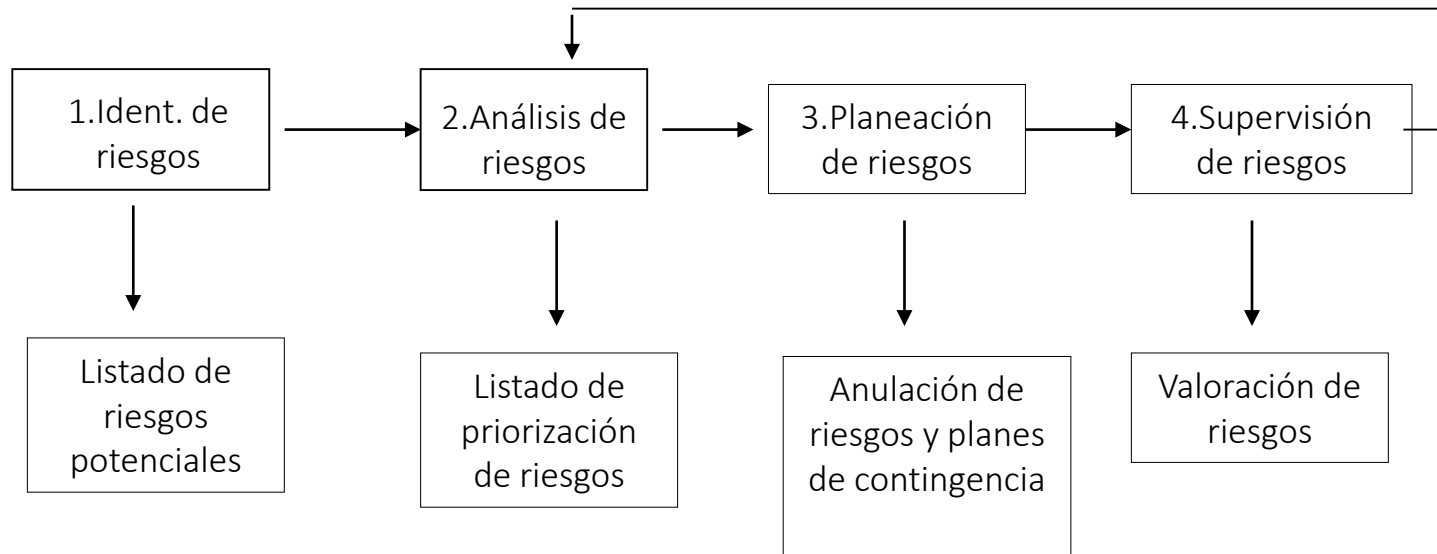 1.Ident. de
riesgos
2.Análisis de
riesgos
3.Planeación
de riesgos
4.Supervisión
de riesgos
Listado de
riesgos
potenciales
Listado de
priorización
de riesgos
Anulación de
riesgos y planes
de contingencia
Valoración de
riesgos